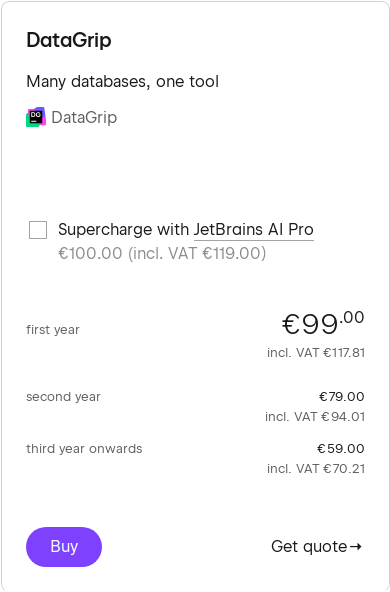 DataGrip
Many databases, one tool
DG DataGrip
Supercharge with JetBrains AI Pro
€100.00 (incl. VAT €119.00)
first year €99.00
incl. VAT €117.81
second year €79.00
incl. VAT €94.01
third year onwards €59.00
incl. VAT €70.21
Buy Get quote→